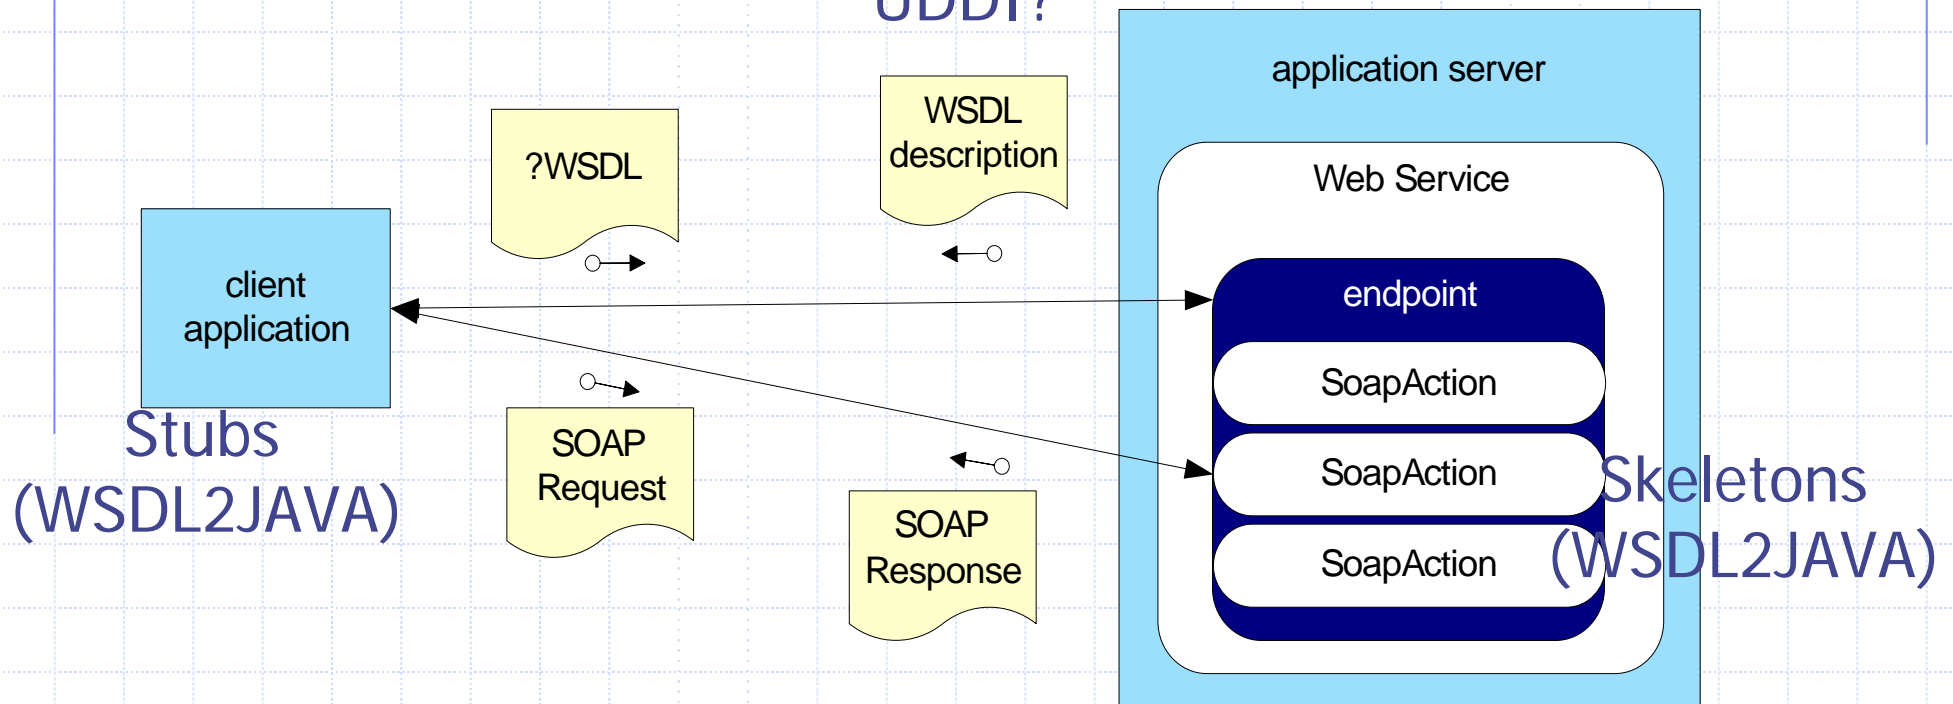 UDDI?
application server
WSDL
description
?WSDL
Web Service
client
application
endpoint
SoapAction
Stubs
(WSDL2JAVA)
SOAP
Request
SoapAction
Skeletons
(WSDL2JAVA)
SOAP
Response
SoapAction